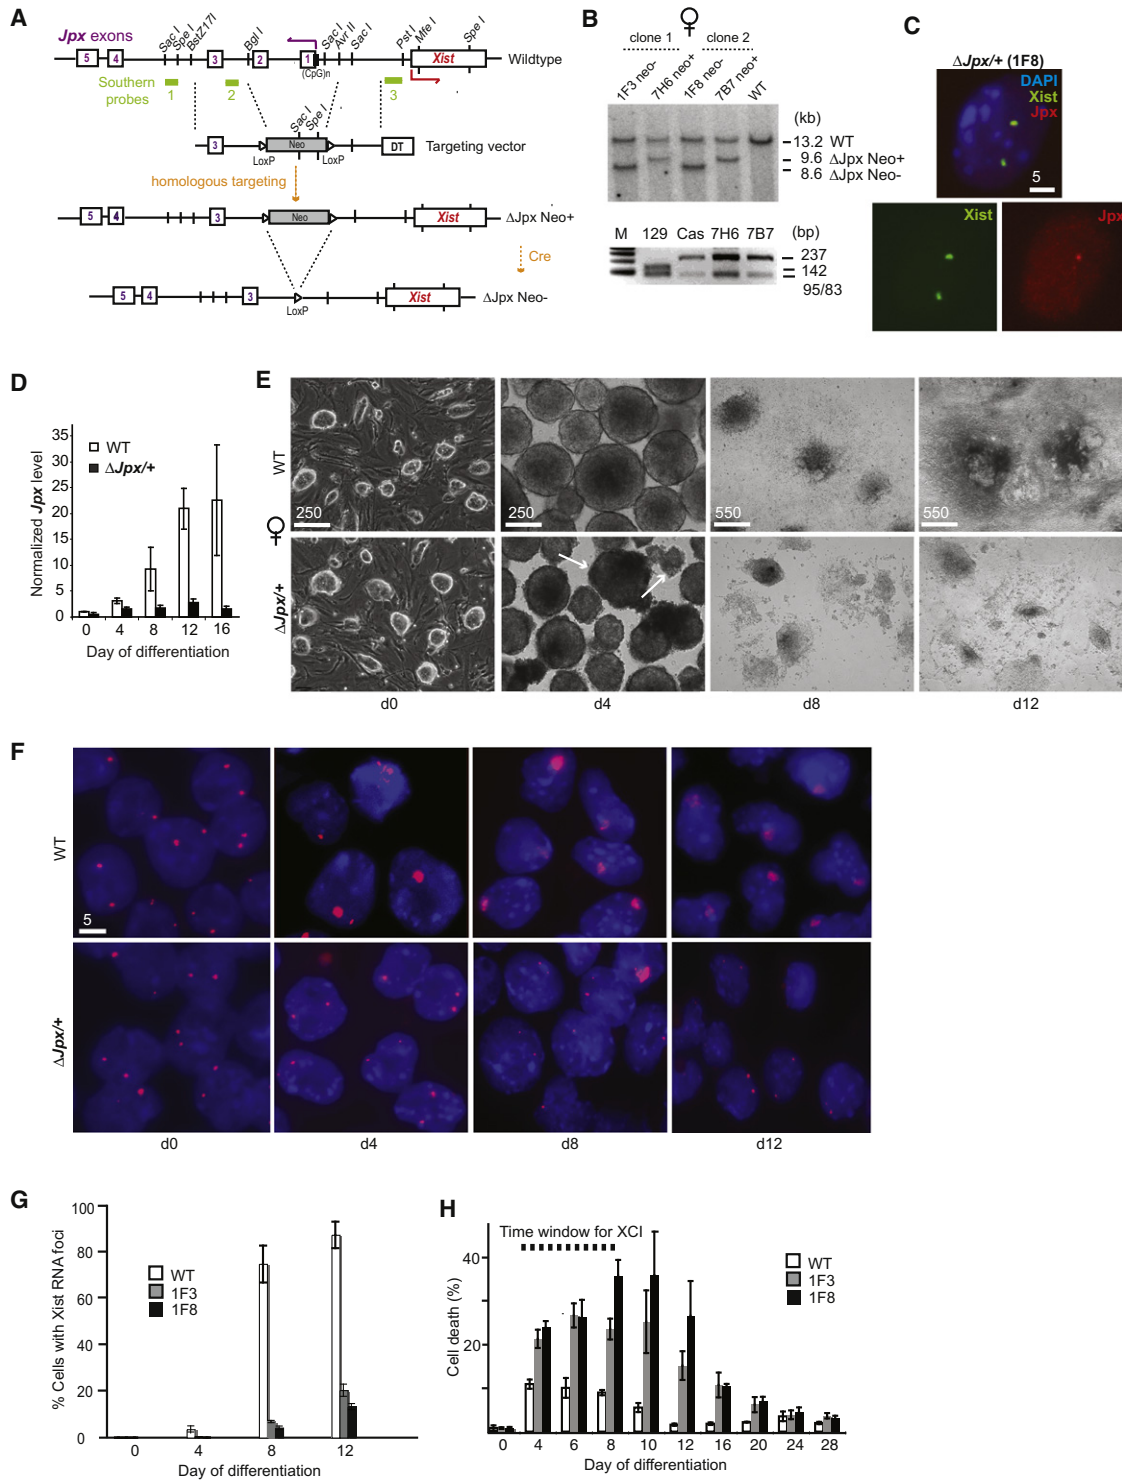 A
Jpx exons
Sac I
Spe I
BstZ17I
Bgl I
Sac I
Avr II
Sac I
Pst I
Mfe I
Spe I
5 4 3 2 1 Xist Wildtype
(CpG)n
Southern probes
1 2 3
Sac I
Spe I
3 Neo DT Targeting vector
LoxP LoxP
homologous targeting
5 4 3 Neo Xist ΔJpx Neo+
Cre
5 4 3 Xist ΔJpx Neo-
LoxP
B
♀
clone 1 clone 2
1F3 neo-
7H6 neo+
1F8 neo-
7B7 neo+
WT
(kb)
13.2 WT
9.6 ΔJpx Neo+
8.6 ΔJpx Neo-
M 129 Cas 7H6 7B7 (bp)
237
142
95/83
C
ΔJpx/+ (1F8)
DAPI
Xist
Jpx
5
Xist
Jpx
D
Normalized Jpx level
35
30
25
20
15
10
5
0
WT
ΔJpx/+
0 4 8 12 16
Day of differentiation
E
♀
WT
250 250 550 550
ΔJpx/+
d0 d4 d8 d12
F
WT
5
ΔJpx/+
d0 d4 d8 d12
G
% Cells with Xist RNA foci
100
80
60
40
20
0
WT
1F3
1F8
0 4 8 12
Day of differentiation
H
Time window for XCI
Cell death (%)
40
20
WT
1F3
1F8
0 4 6 8 10 12 16 20 24 28
Day of differentiation